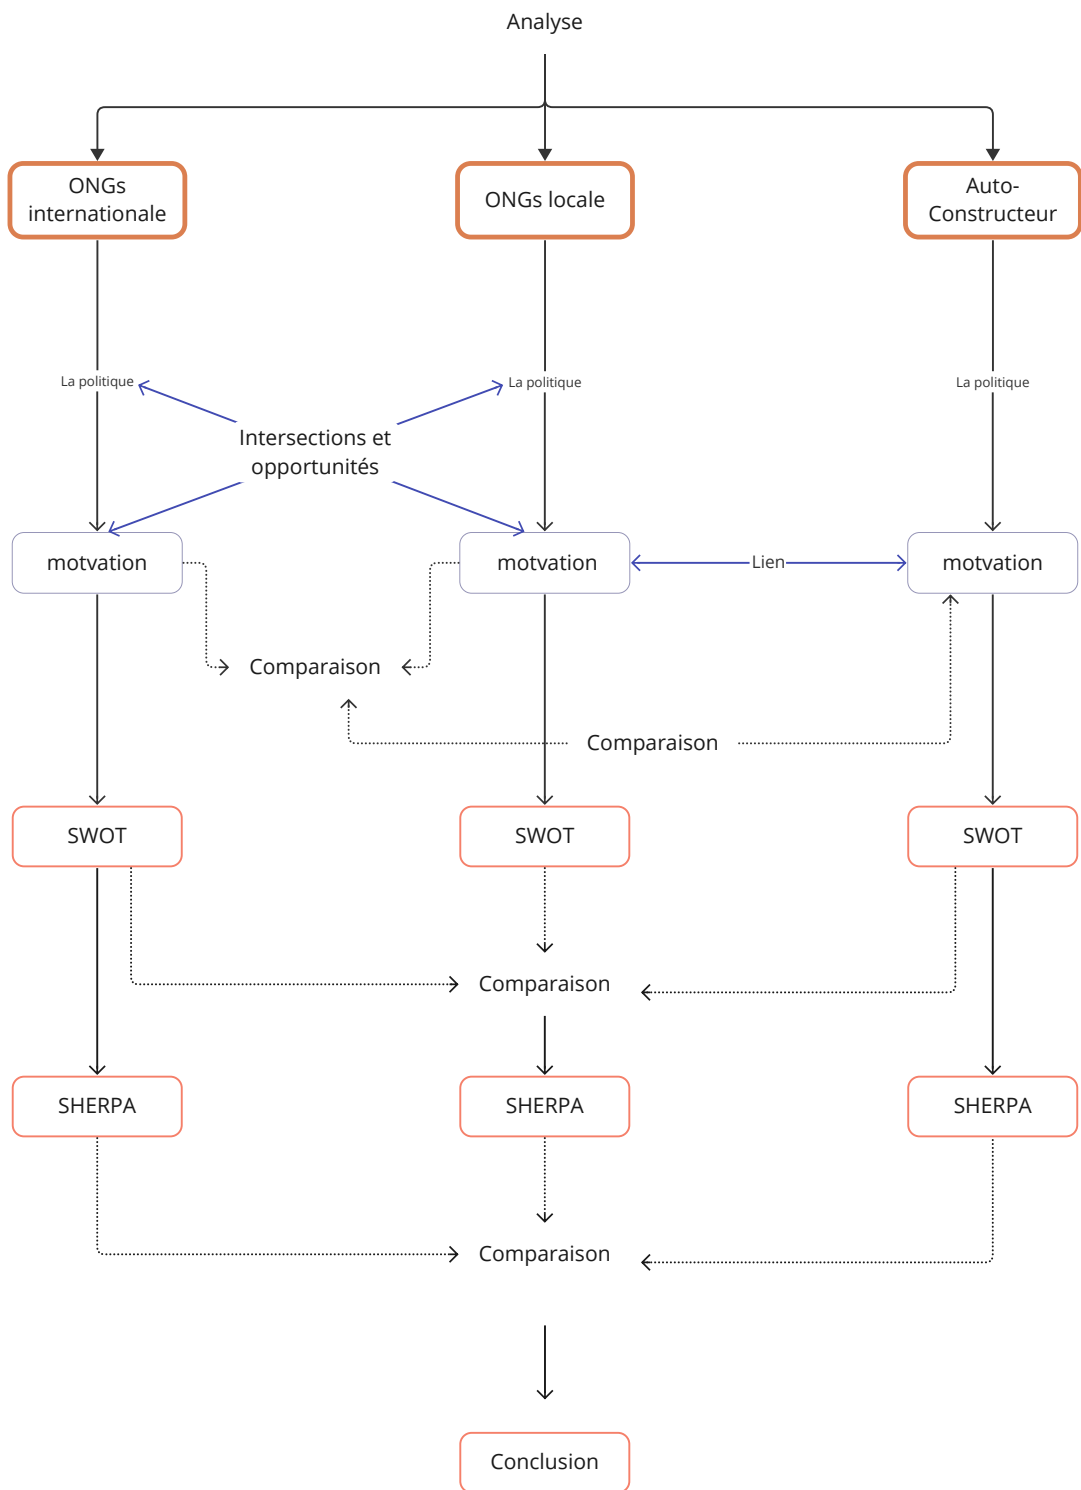 Analyse
ONGs
internationale
ONGs locale
Auto-
Constructeur
La politique
La politique
La politique
Intersections et
opportunités
motvation
motvation
Lien
motvation
Comparaison
Comparaison
SWOT
SWOT
SWOT
Comparaison
SHERPA
SHERPA
SHERPA
Comparaison
Conclusion